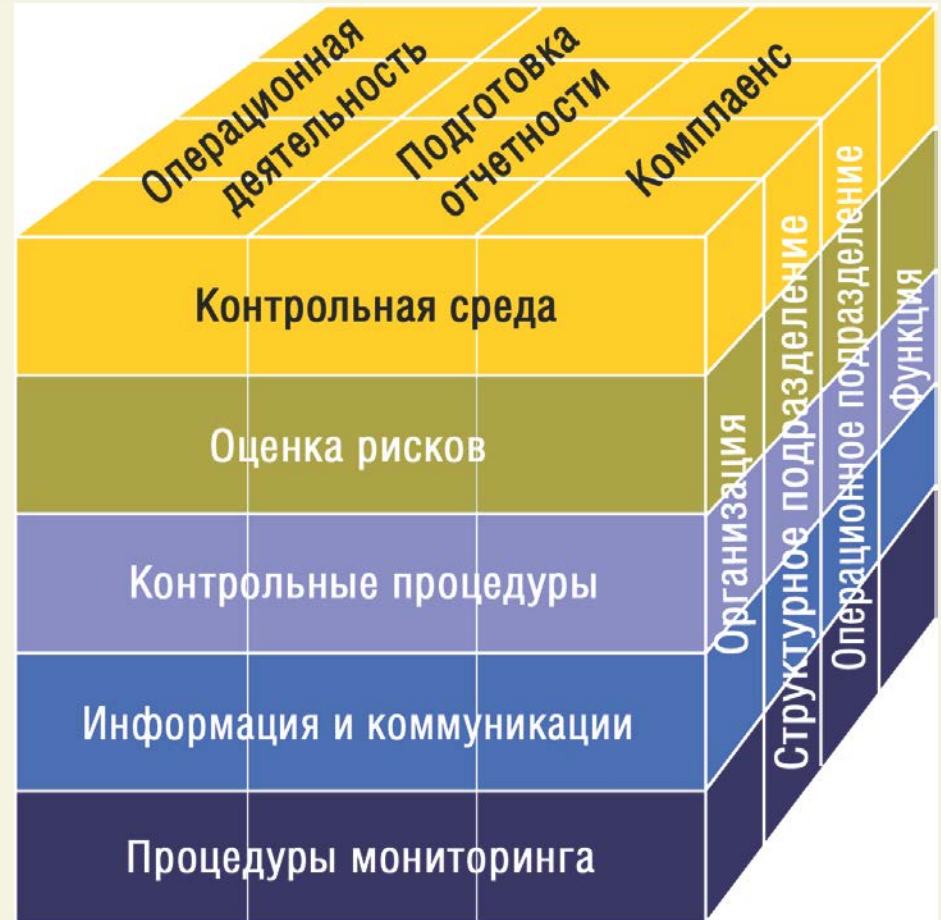 Операционная
деятельность
Подготовка
отчетности
Комплаенс
Контрольная среда
Оценка рисков
Контрольные процедуры
Информация и коммуникации
Процедуры мониторинга
Организация
Структурное подразделение
Операционное подразделение
Функция